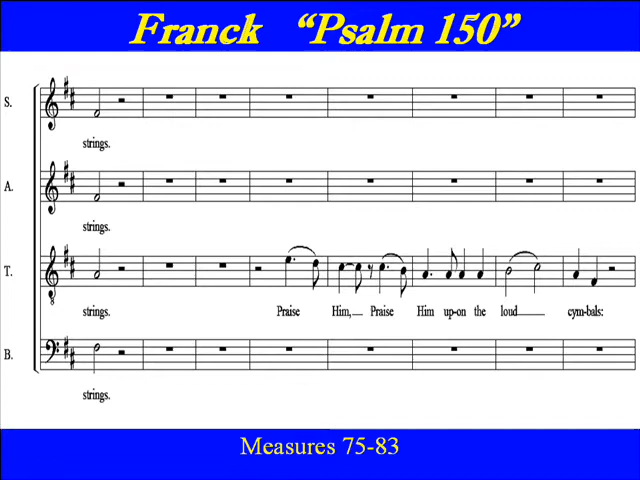 Franck “Psalm 150”
S.
strings.
A.
strings.
T.
strings. Praise Him, Praise Him up-on the loud cym-bals:
B.
strings.
Measures 75-83